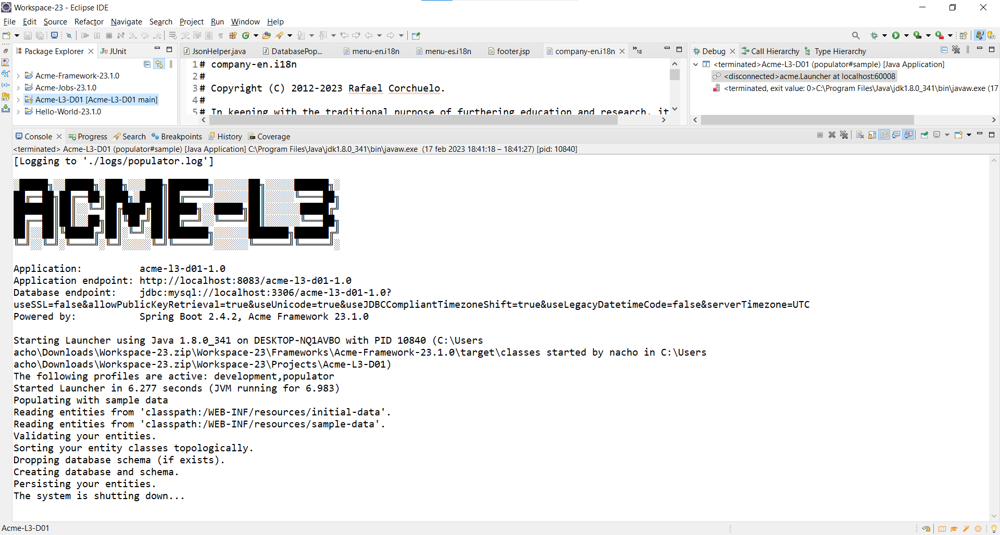 Workspace-23 - Eclipse IDE
File Edit Source Refactor Navigate Search Project Run Window Help
Package Explorer
JUnit
JsonHelper.java
DatabasePop...
menu-en.i18n
menu-es.i18n
footer.jsp
company-en.i18n
»18
Debug
Call Hierarchy
Type Hierarchy
Acme-Framework-23.1.0
Acme-Jobs-23.1.0
Acme-L3-D01 [Acme-L3-D01 main]
Hello-World-23.1.0
1 # company-en.i18n
2 #
3 # Copyright (C) 2012-2023 Rafael Corchuelo.
4 #
5 # In keeping with the traditional purpose of furthering education and research, it
<terminated>Acme-L3-D01 (populator#sample) [Java Application]
<disconnected>acme.Launcher at localhost:60008
<terminated, exit value: 0>C:\Program Files\Java\jdk1.8.0_341\bin\javaw.exe (17
Console Progress Search Breakpoints History Coverage
<terminated> Acme-L3-D01 (populator#sample) [Java Application] C:\Program Files\Java\jdk1.8.0_341\bin\javaw.exe (17 feb 2023 18:41:18 – 18:41:27) [pid: 10840]
[Logging to './logs/populator.log']
ACME-L3
Application: acme-l3-d01-1.0
Application endpoint: http://localhost:8083/acme-l3-d01-1.0
Database endpoint: jdbc:mysql://localhost:3306/acme-l3-d01-1.0?
useSSL=false&allowPublicKeyRetrieval=true&useUnicode=true&useJDBCCompliantTimezoneShift=true&useLegacyDatetimeCode=false&serverTimezone=UTC
Powered by: Spring Boot 2.4.2, Acme Framework 23.1.0
Starting Launcher using Java 1.8.0_341 on DESKTOP-NQ1AVBO with PID 10840 (C:\Users
acho\Downloads\Workspace-23.zip\Workspace-23\Frameworks\Acme-Framework-23.1.0\target\classes started by nacho in C:\Users
acho\Downloads\Workspace-23.zip\Workspace-23\Projects\Acme-L3-D01)
The following profiles are active: development,populator
Started Launcher in 6.277 seconds (JVM running for 6.983)
Populating with sample data
Reading entities from 'classpath:/WEB-INF/resources/initial-data'.
Reading entities from 'classpath:/WEB-INF/resources/sample-data'.
Validating your entities.
Sorting your entity classes topologically.
Dropping database schema (if exists).
Creating database and schema.
Persisting your entities.
The system is shutting down...
Acme-L3-D01